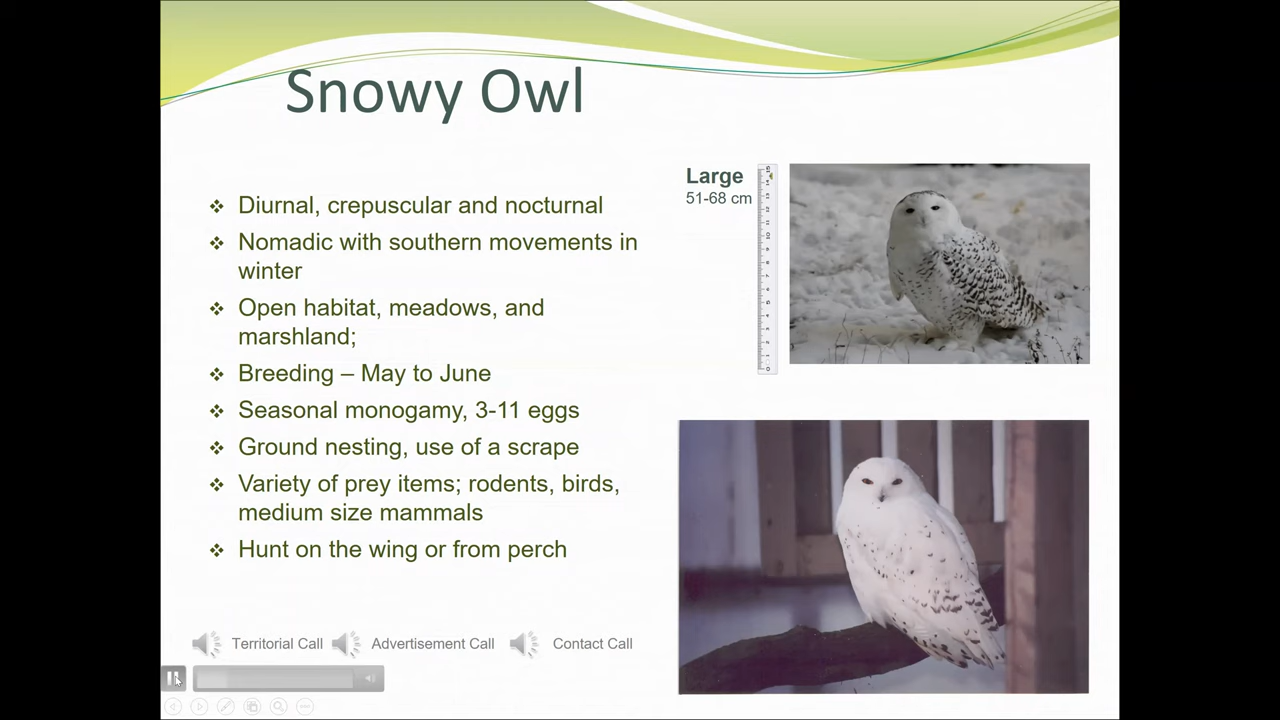 Snowy Owl
Large
51-68 cm
Diurnal, crepuscular and nocturnal
Nomadic with southern movements in
winter
Open habitat, meadows, and
marshland;
Breeding – May to June
Seasonal monogamy, 3-11 eggs
Ground nesting, use of a scrape
Variety of prey items; rodents, birds,
medium size mammals
Hunt on the wing or from perch
Territorial Call
Advertisement Call
Contact Call